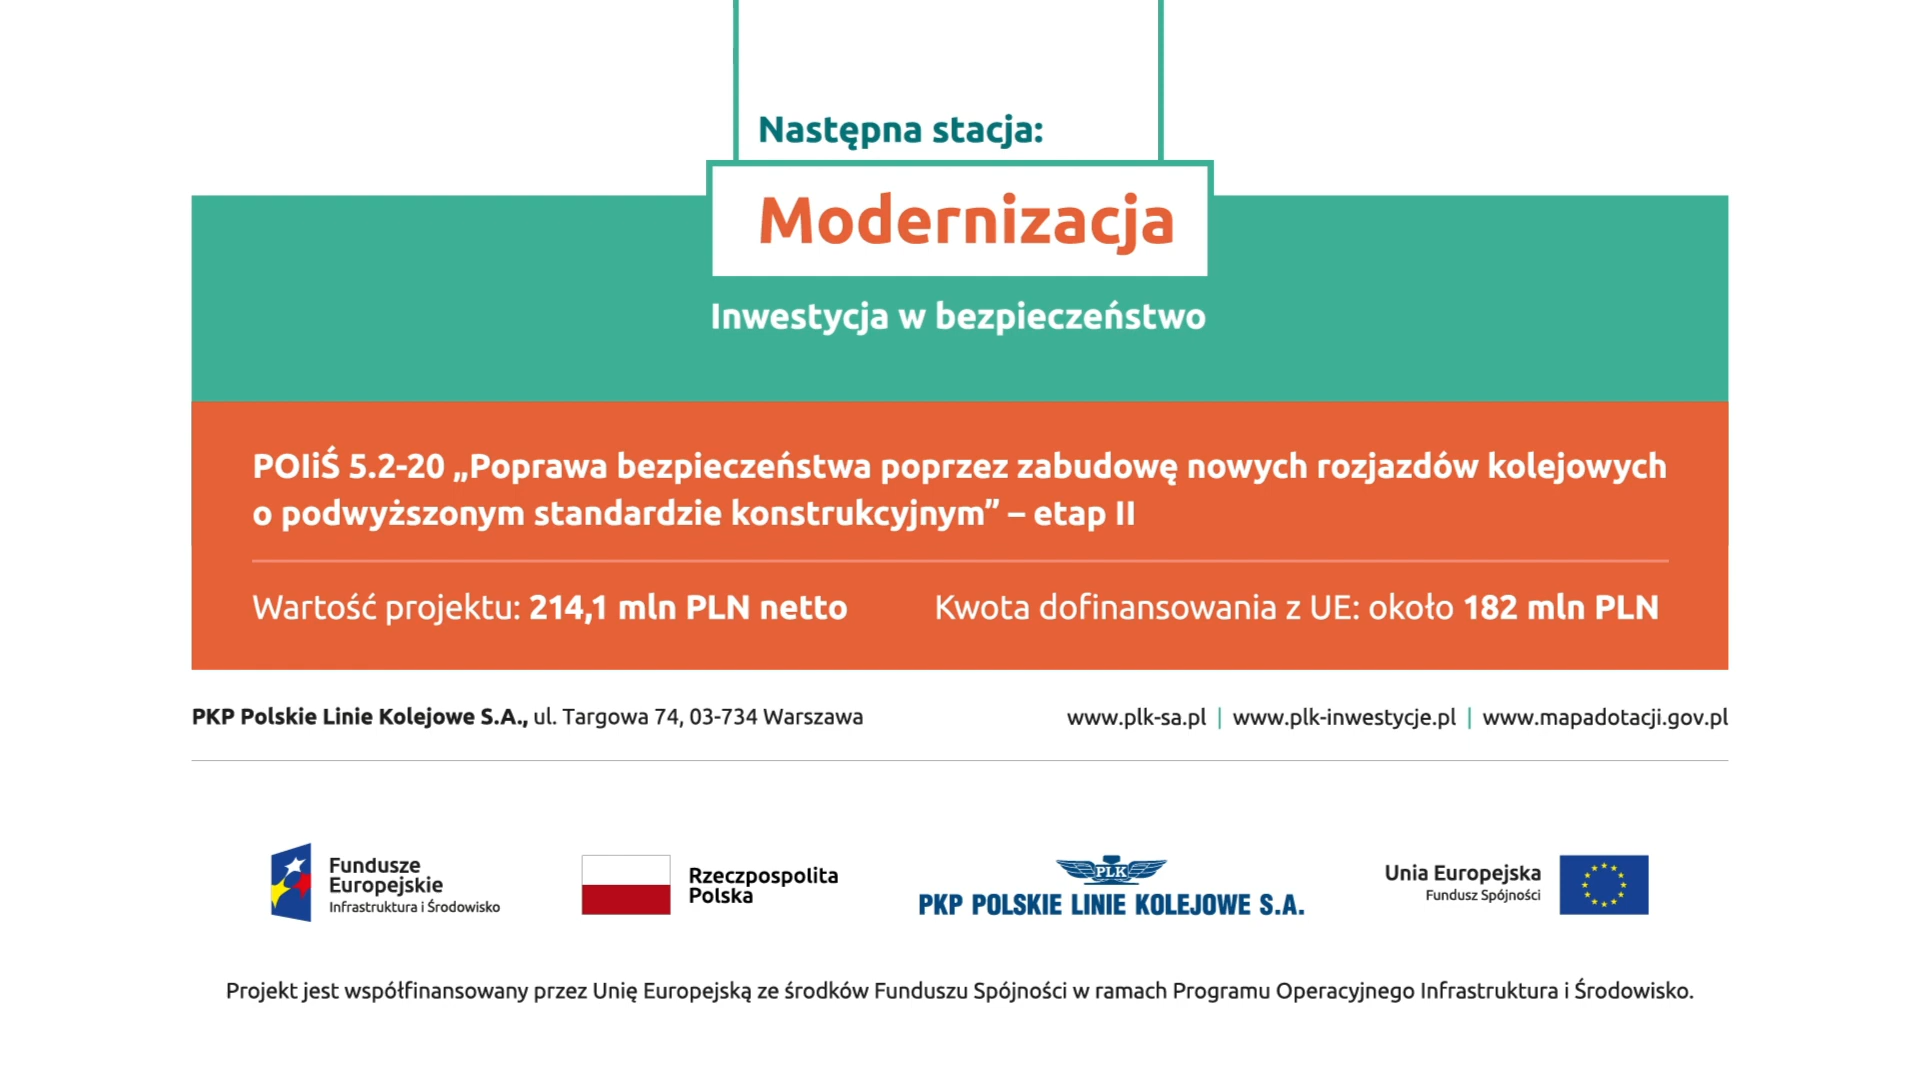 Następna stacja:
Modernizacja
Inwestycja w bezpieczeństwo
POIiŚ 5.2-20 „Poprawa bezpieczeństwa poprzez zabudowę nowych rozjazdów kolejowych
o podwyższonym standardzie konstrukcyjnym” – etap II
Wartość projektu: 214,1 mln PLN netto
Kwota dofinansowania z UE: około 182 mln PLN
PKP Polskie Linie Kolejowe S.A., ul. Targowa 74, 03-734 Warszawa
www.plk-sa.pl | www.plk-inwestycje.pl | www.mapadotacji.gov.pl
Fundusze
Europejskie
Infrastruktura i Środowisko
Rzeczpospolita
Polska
PLK
PKP POLSKIE LINIE KOLEJOWE S.A.
Unia Europejska
Fundusz Spójności
Projekt jest współfinansowany przez Unię Europejską ze środków Funduszu Spójności w ramach Programu Operacyjnego Infrastruktura i Środowisko.